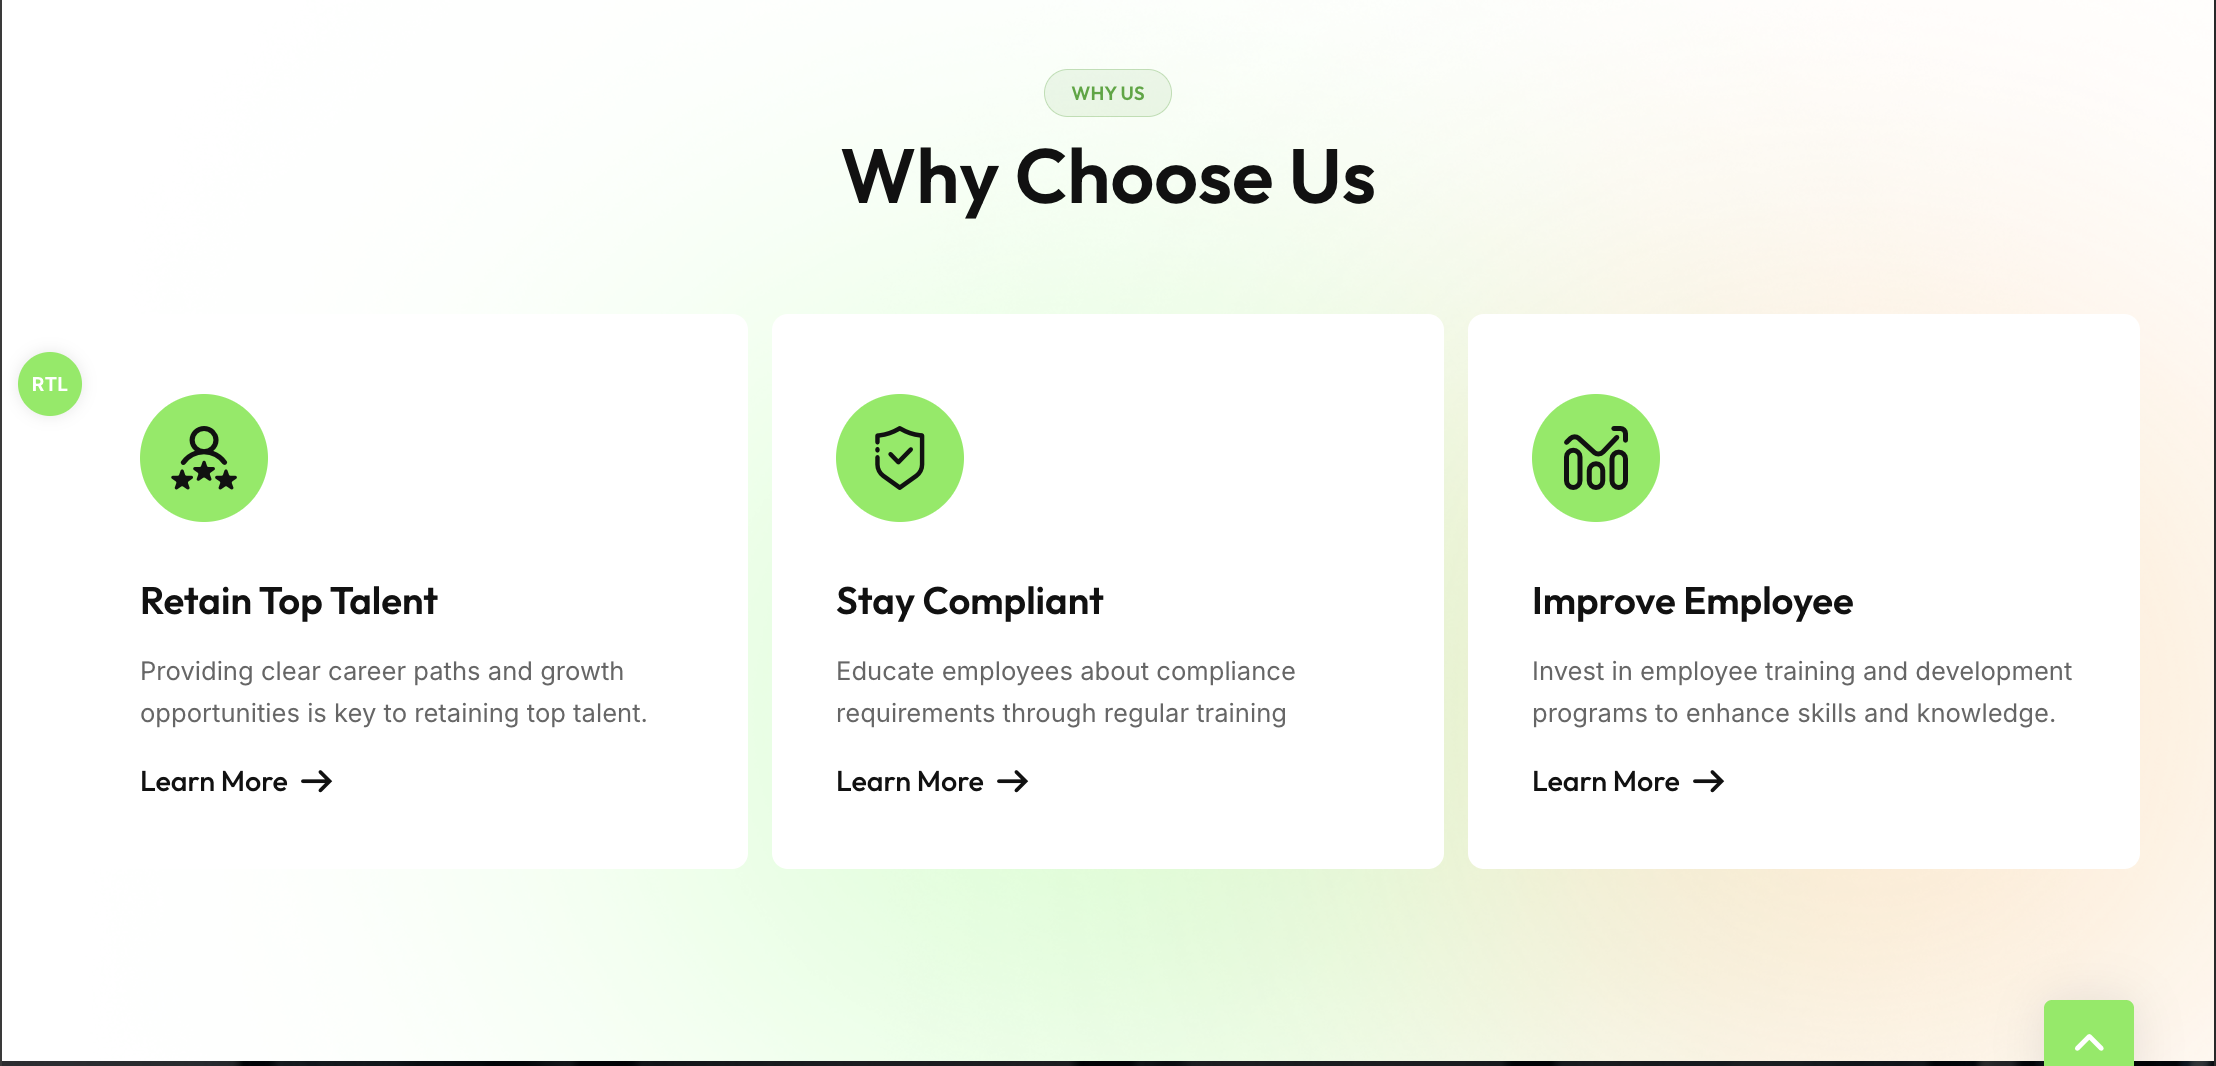 WHY US
Why Choose Us
RTL
Retain Top Talent
Providing clear career paths and growth
opportunities is key to retaining top talent.
Learn More
Stay Compliant
Educate employees about compliance
requirements through regular training
Learn More
Improve Employee
Invest in employee training and development
programs to enhance skills and knowledge.
Learn More